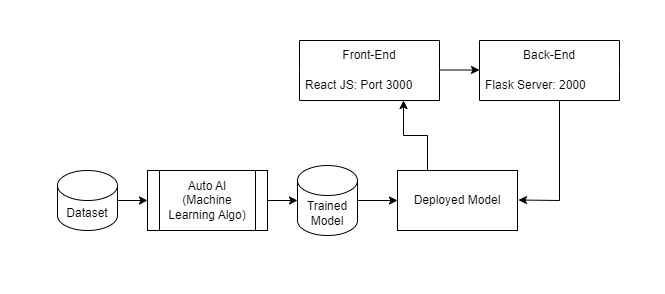 Front-End
React JS: Port 3000
Back-End
Flask Server: 2000
Dataset
Auto AI
(Machine
Learning Algo)
Trained
Model
Deployed Model